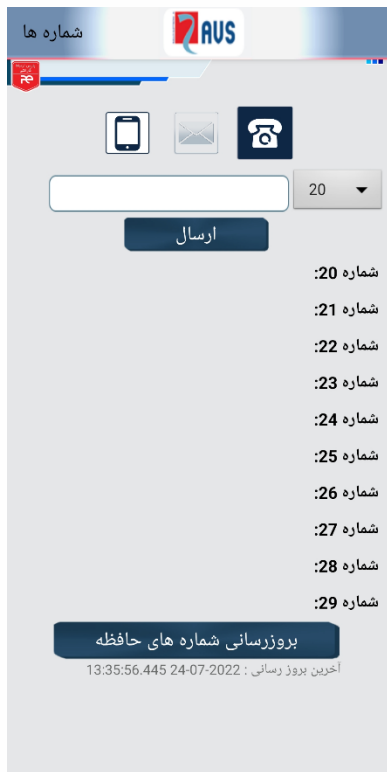 شماره ها
AVS
20
ارسال
شماره 20:
شماره 21:
شماره 22:
شماره 23:
شماره 24:
شماره 25:
شماره 26:
شماره 27:
شماره 28:
شماره 29:
بروزرسانی شماره های حافظه
آخرین بروز رسانی : 2022-07-24 13:35:56.445